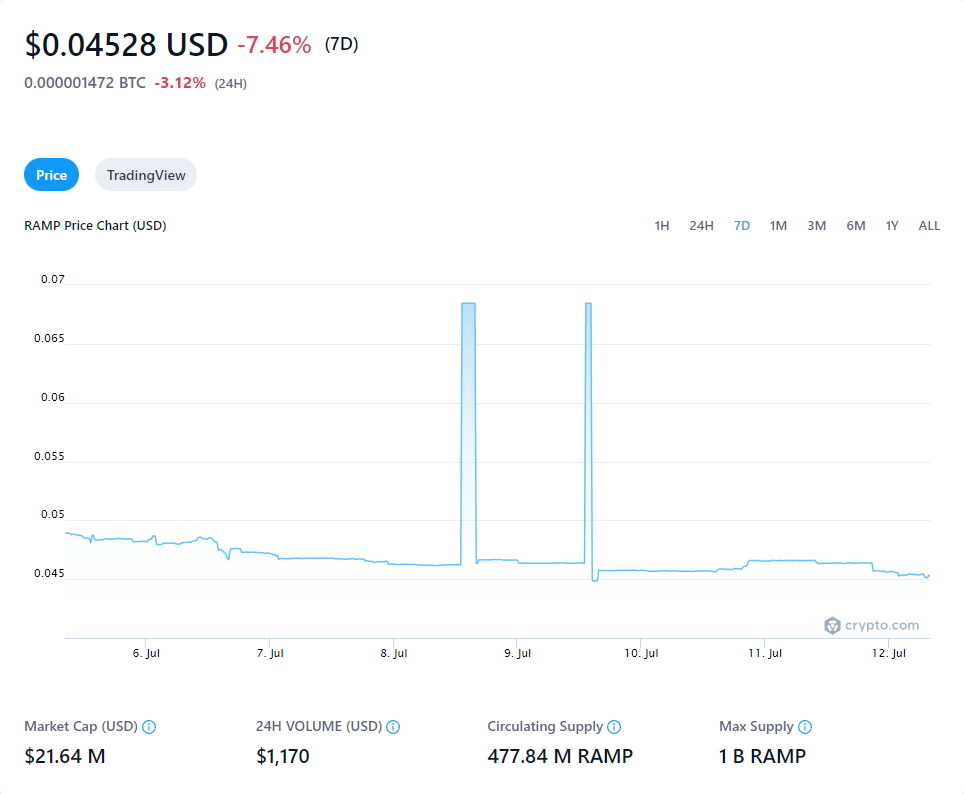 $0.04528 USD -7.46% (7D)
0.000001472 BTC -3.12% (24H)
Price TradingView
RAMP Price Chart (USD) 1H 24H 7D 1M 3M 6M 1Y ALL
0.07
0.065
0.06
0.055
0.05
0.045
crypto.com
6. Jul 7. Jul 8. Jul 9. Jul 10. Jul 11. Jul 12. Jul
Market Cap (USD) 24H VOLUME (USD) Circulating Supply Max Supply
$21.64 M $1,170 477.84 M RAMP 1 B RAMP